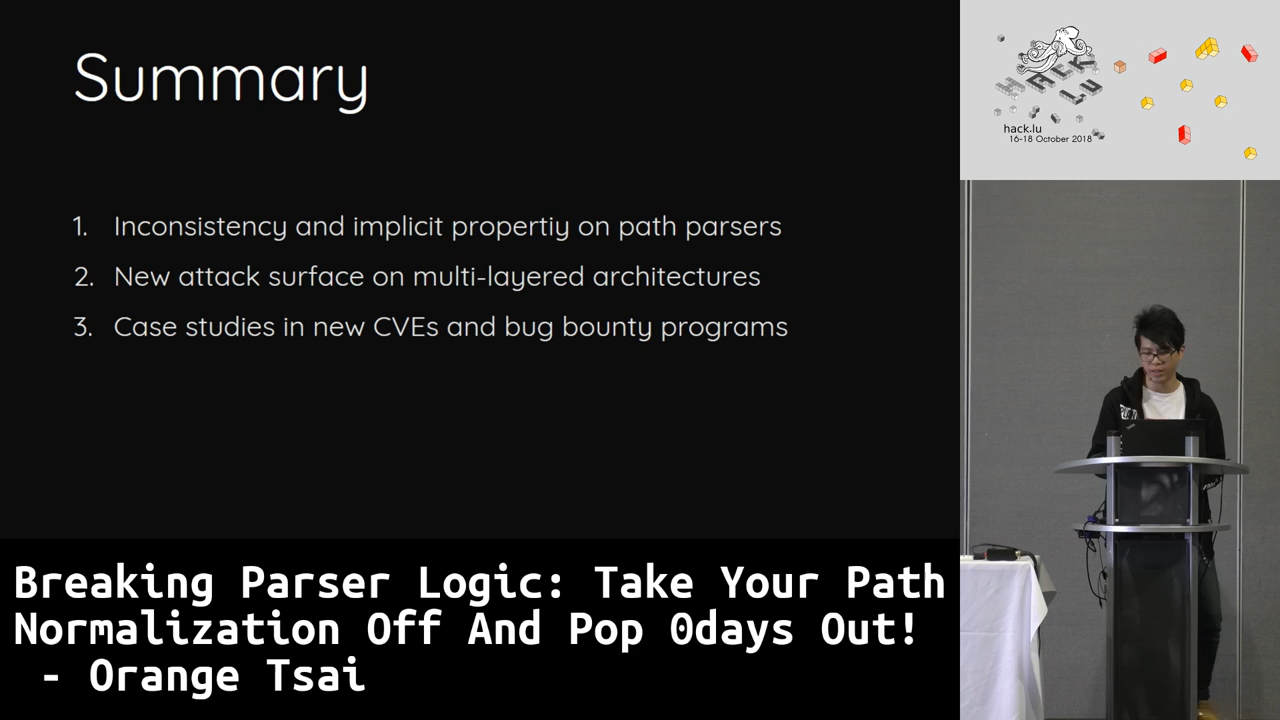 Summary
1. Inconsistency and implicit propertiy on path parsers
2. New attack surface on multi-layered architectures
3. Case studies in new CVEs and bug bounty programs
HACK
LU
hack.lu
16-18 October 2018
Breaking Parser Logic: Take Your Path
Normalization Off And Pop 0days Out!
- Orange Tsai